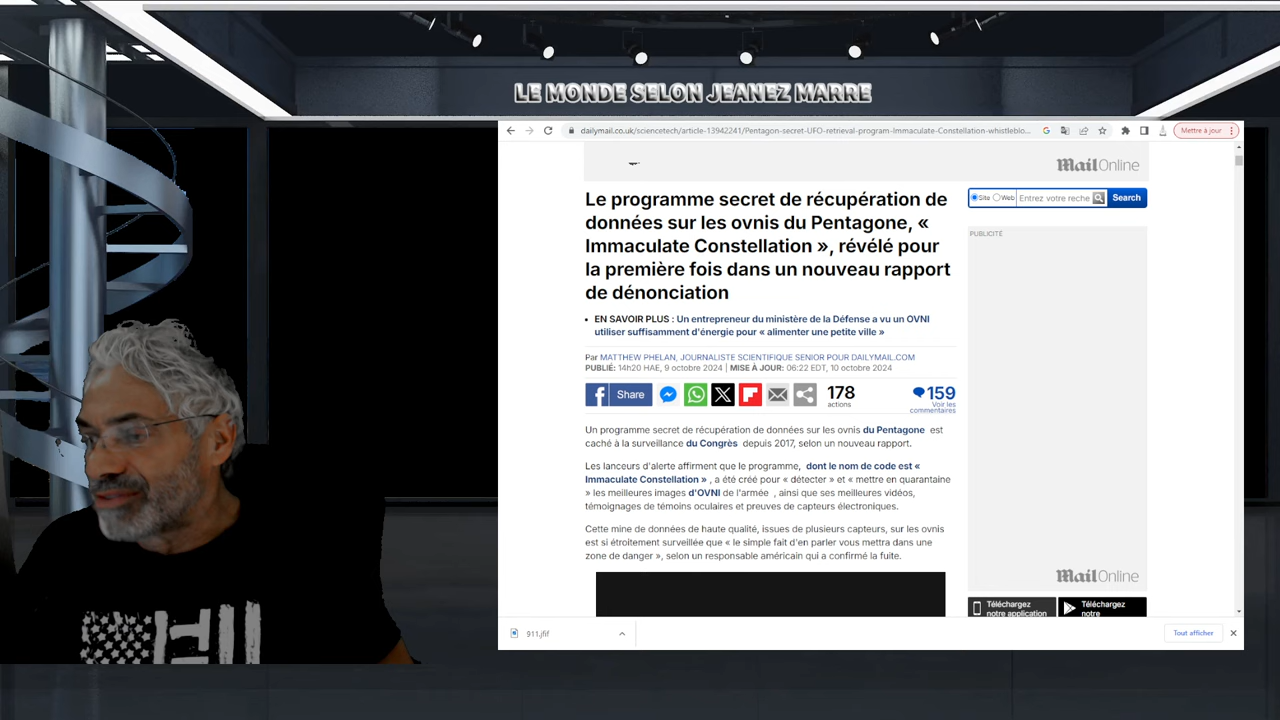 LE MONDE SELON JEANEZ MARRE
dailymail.co.uk/sciencetech/article-13942241/Pentagon-secret-UFO-retrieval-program-Immaculate-Constellation-whistleblo...
Mettre à jour
MailOnline
Le programme secret de récupération de
données sur les ovnis du Pentagone, «
Immaculate Constellation », révélé pour
la première fois dans un nouveau rapport
de dénonciation
Site Web Entrez votre reche Search
PUBLICITÉ
• EN SAVOIR PLUS : Un entrepreneur du ministère de la Défense a vu un OVNI
utiliser suffisamment d'énergie pour « alimenter une petite ville »
Par MATTHEW PHELAN, JOURNALISTE SCIENTIFIQUE SENIOR POUR DAILYMAIL.COM
PUBLIÉ: 14h20 HAE, 9 octobre 2024 | MISE À JOUR: 06:22 EDT, 10 octobre 2024
Share
178
actions
159
Voir les
commentaires
Un programme secret de récupération de données sur les ovnis du Pentagone est
caché à la surveillance du Congrès depuis 2017, selon un nouveau rapport.
Les lanceurs d'alerte affirment que le programme, dont le nom de code est «
Immaculate Constellation » , a été créé pour « détecter » et « mettre en quarantaine
» les meilleures images d'OVNI de l'armée , ainsi que ses meilleures vidéos,
témoignages de témoins oculaires et preuves de capteurs électroniques.
Cette mine de données de haute qualité, issues de plusieurs capteurs, sur les ovnis
est si étroitement surveillée que « le simple fait d'en parler vous mettra dans une
zone de danger », selon un responsable américain qui a confirmé la fuite.
MailOnline
Téléchargez
notre application
Téléchargez
notre
911.jfif
Tout afficher